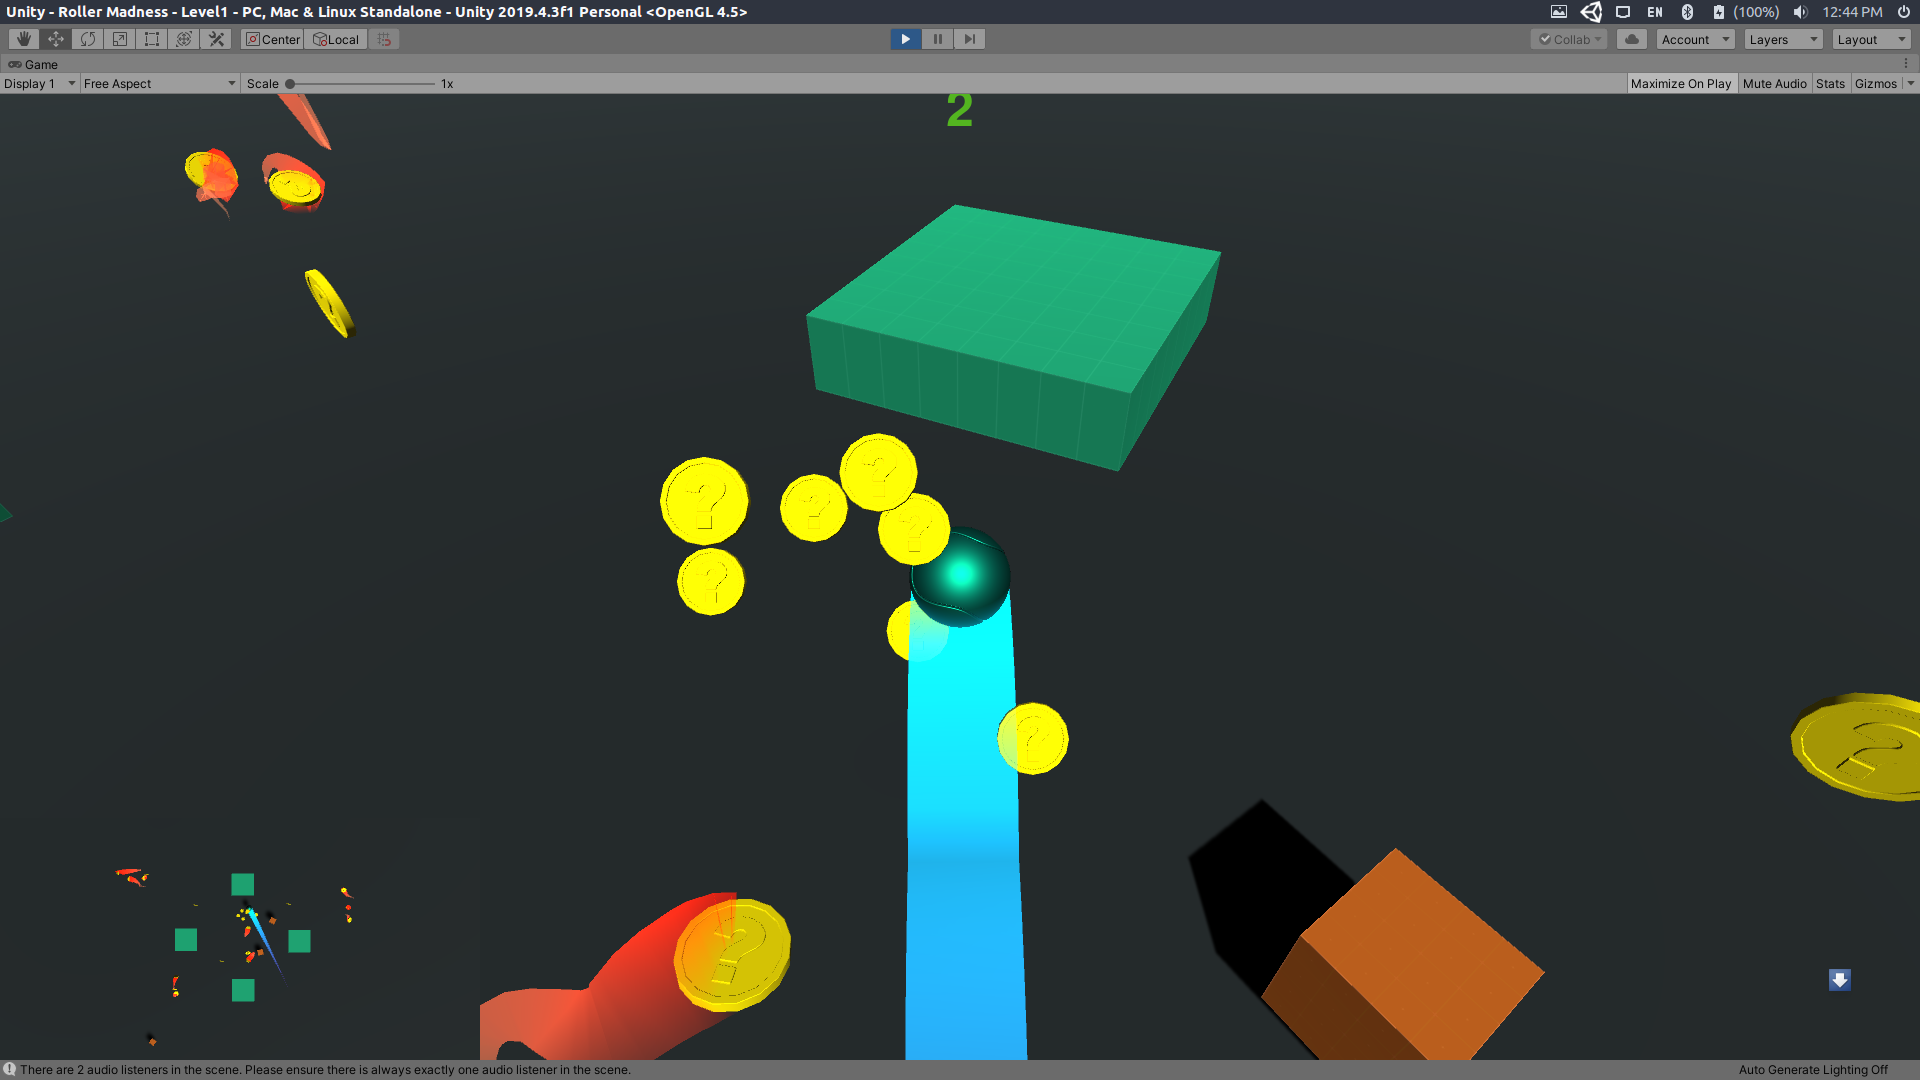 Unity - Roller Madness - Level1 - PC, Mac & Linux Standalone - Unity 2019.4.3f1 Personal <OpenGL 4.5>
EN (100%) 12:44 PM
Center Local Collab Account Layers Layout
Game
Display 1 Free Aspect Scale 1x Maximize On Play Mute Audio Stats Gizmos
2
?
?
?
?
?
?
?
?
There are 2 audio listeners in the scene. Please ensure there is always exactly one audio listener in the scene.
Auto Generate Lighting Off